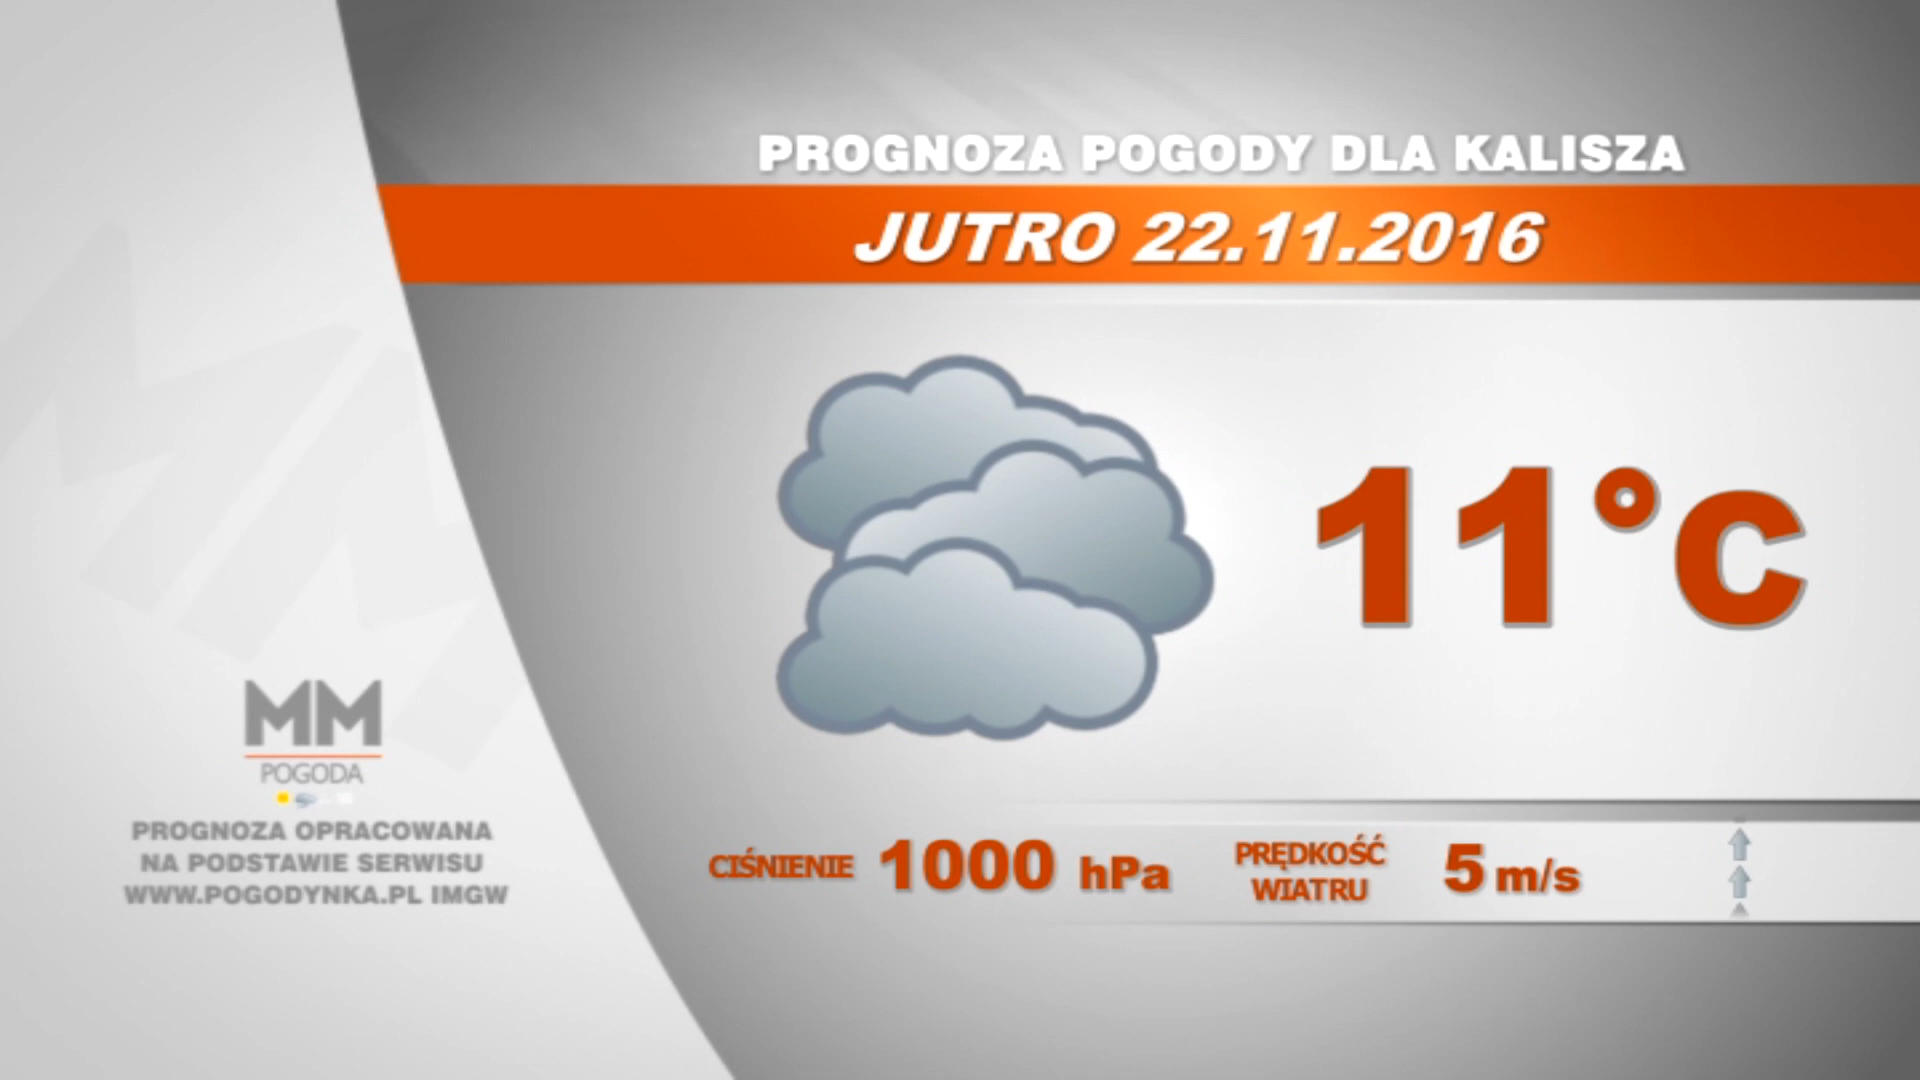 PROGNOZA POGODY DLA KALISZA
JUTRO 22.11.2016
11°C
CIŚNIENIE 1000 hPa
PRĘDKOŚĆ
WIATRU
5 m/s
MM
POGODA
PROGNOZA OPRACOWANA
NA PODSTAWIE SERWISU
WWW.POGODYNKA.PL IMGW